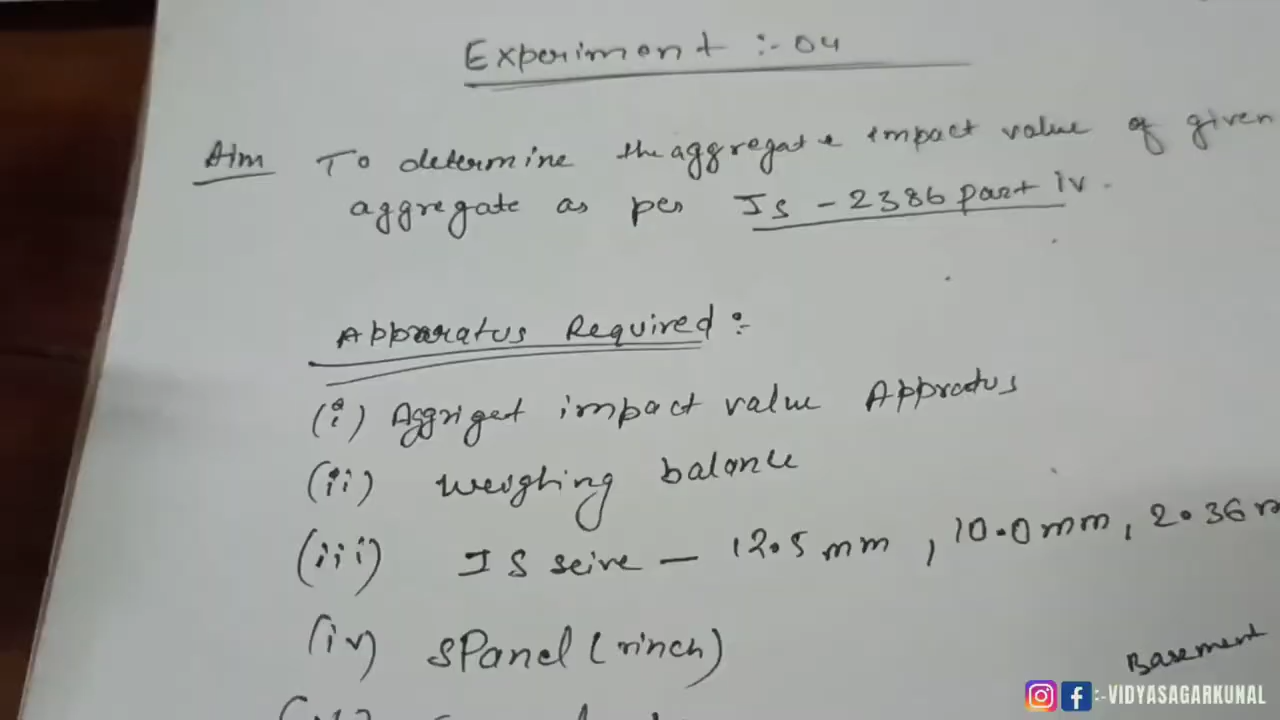 Experiment :- 04
Aim To determine the aggregate impact value of given
aggregate as per IS - 2386 part iv.
Apparatus Required :-
(i) Aggriget impact value Appratus
(ii) weighing balance
(iii) IS seive - 12.5 mm, 10.0 mm, 2.36
(iv) sPanel (rinch)
Basement
:-VIDYASAGARKUNAL